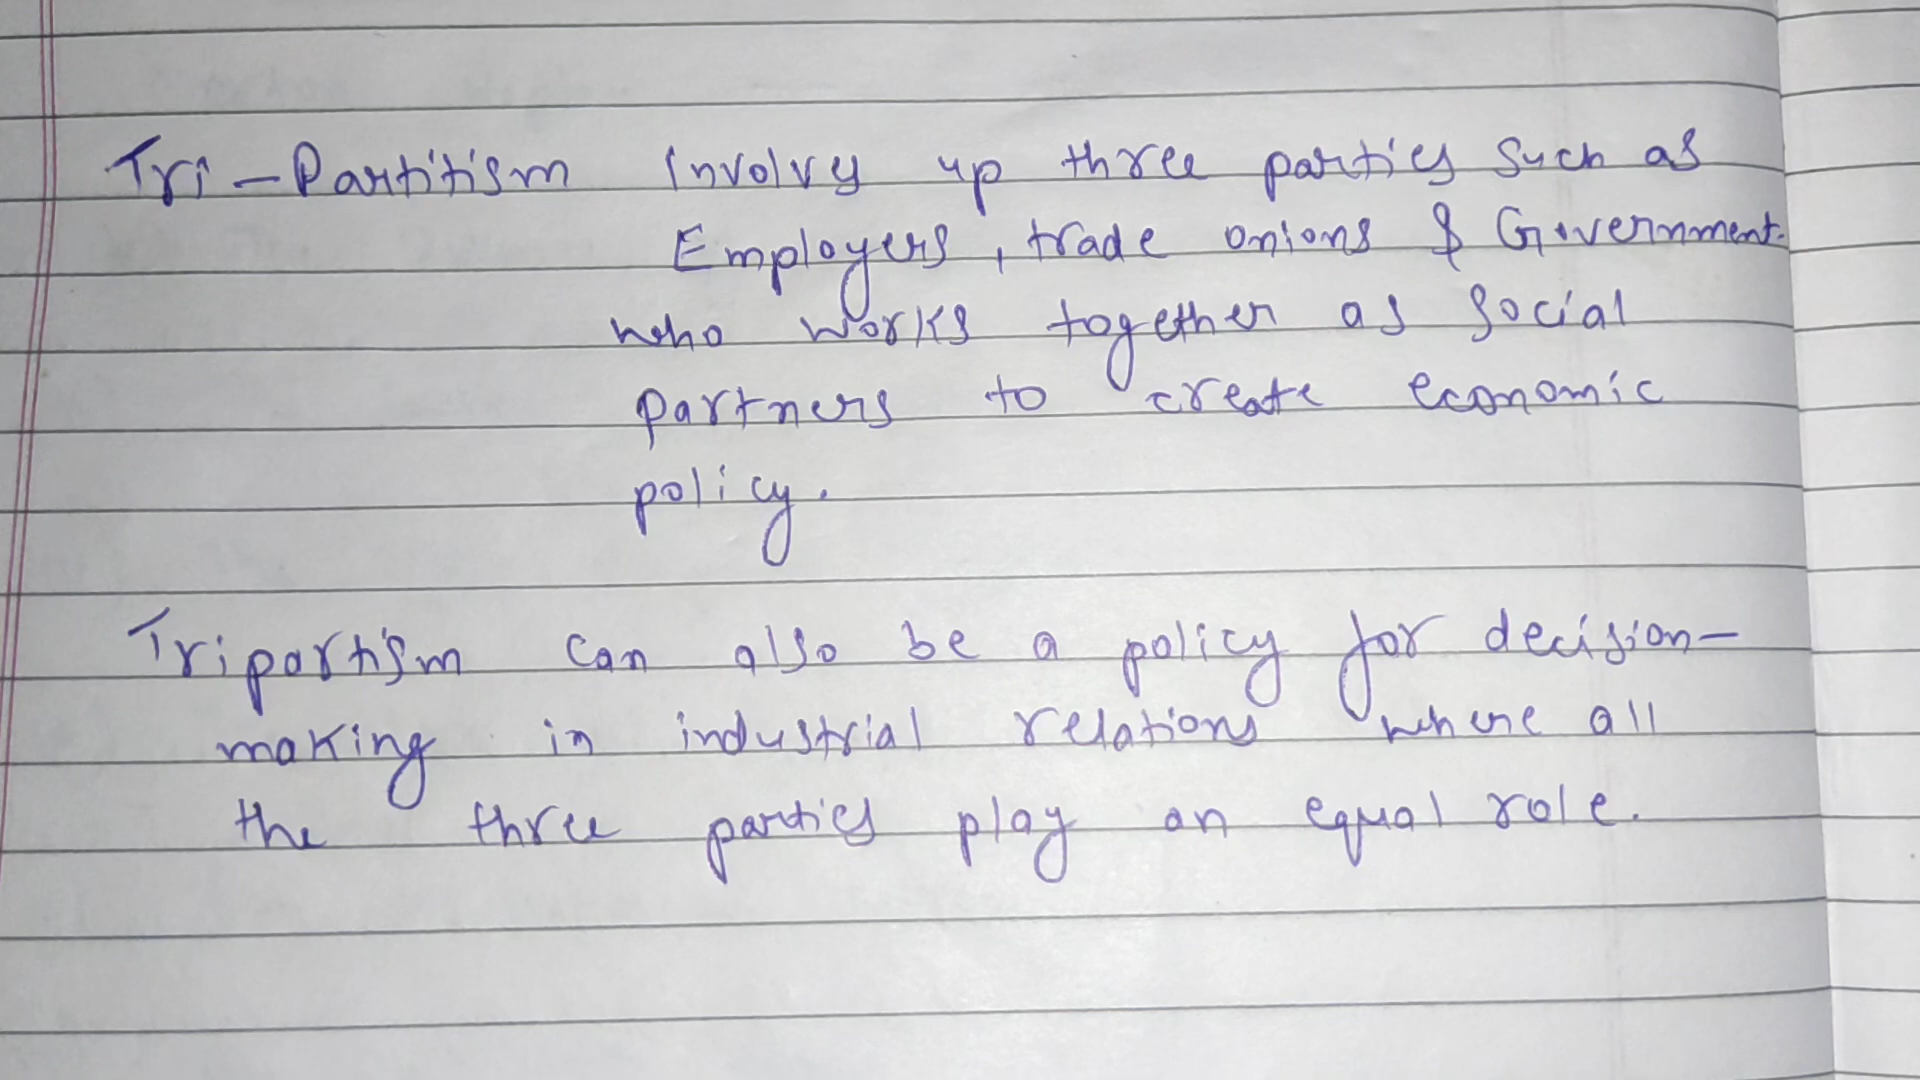 Tri-Partitism Involves up three parties such as
Employers, trade onions & Government.
who works together as social
partners to create economic
policy.
Tripartism can also be a policy for decision-
making in industrial relations where all
the three parties play an equal role.